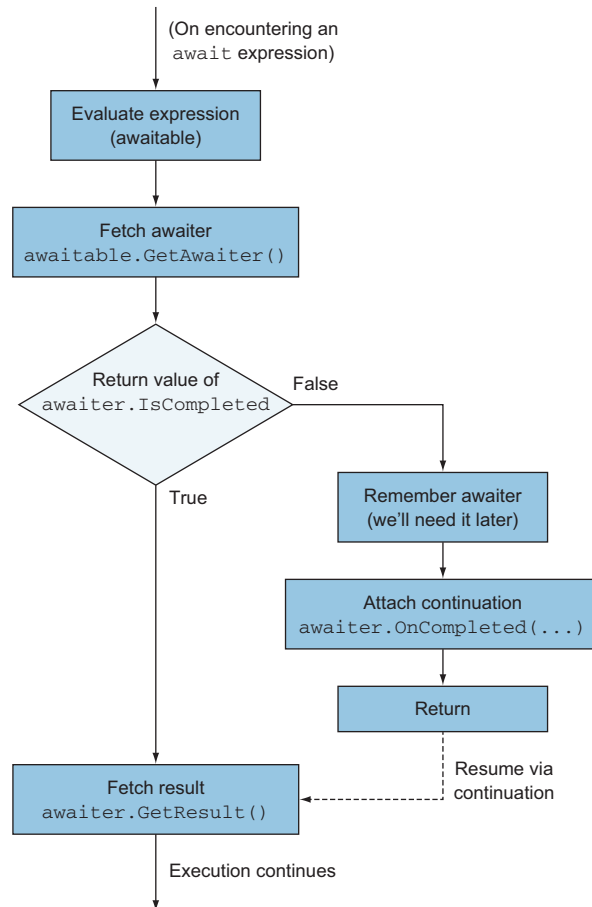 (On encountering an
await expression)
Evaluate expression
(awaitable)
Fetch awaiter
awaitable.GetAwaiter()
Return value of
awaiter.IsCompleted
False
True
Remember awaiter
(we’ll need it later)
Attach continuation
awaiter.OnCompleted(...)
Return
Resume via
continuation
Fetch result
awaiter.GetResult()
Execution continues